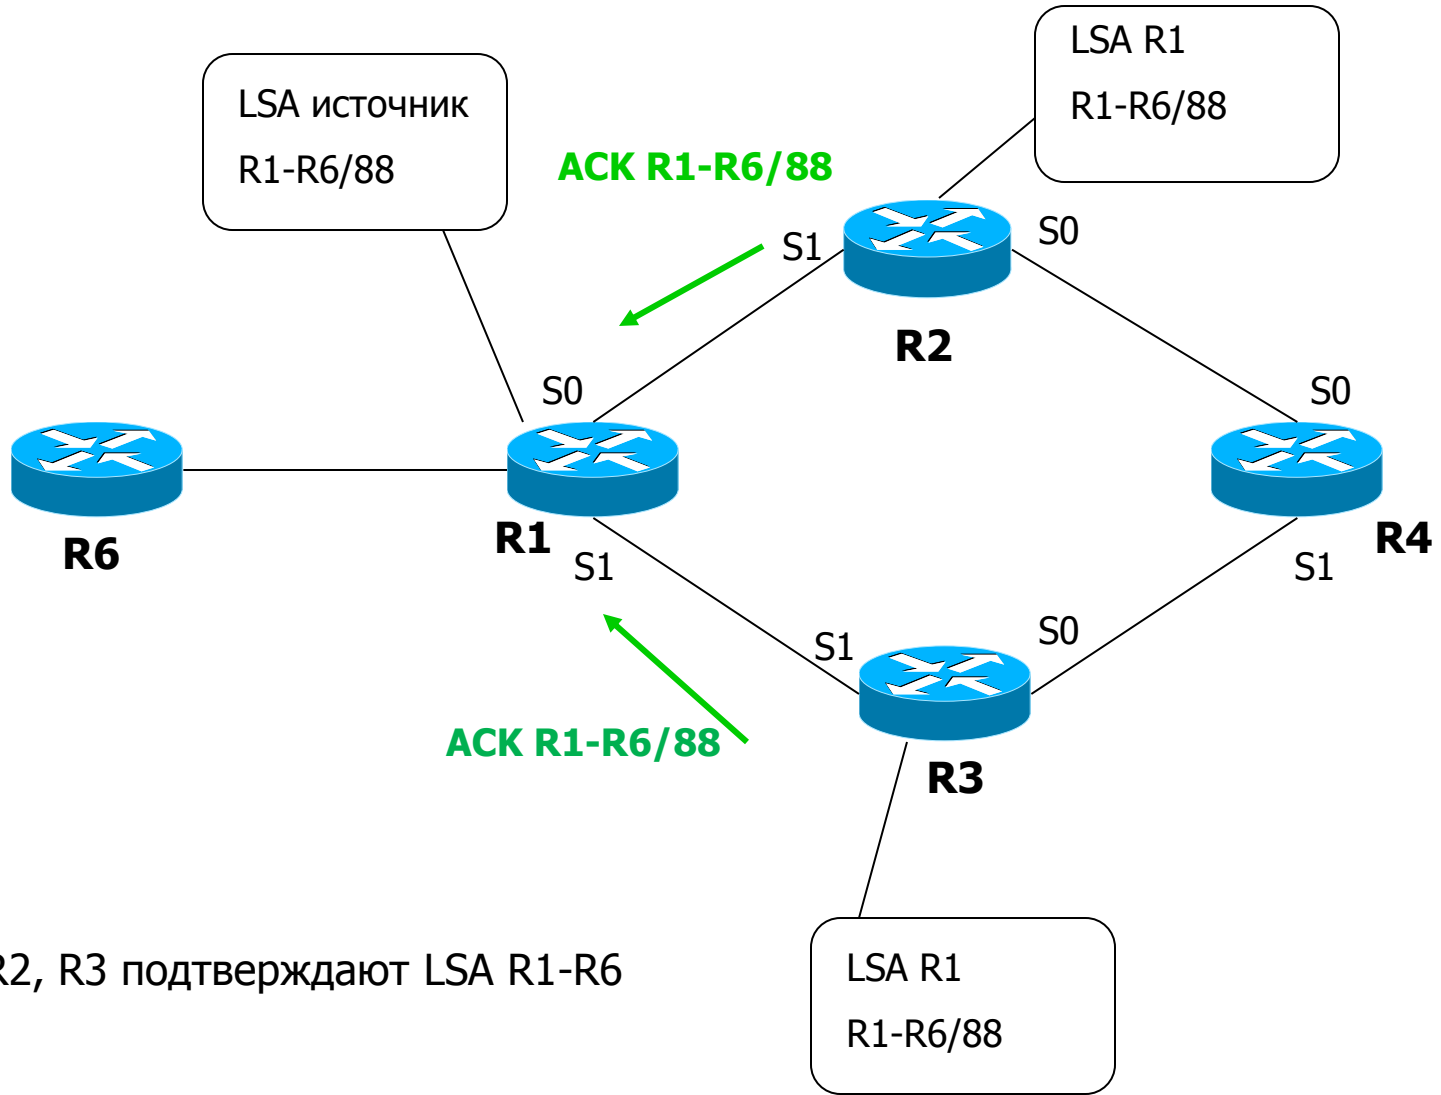 LSA R1
R1-R6/88
LSA источник
R1-R6/88
ACK R1-R6/88
S1
S0
R2
S0
S0
R6
R1
S1
R4
S1
S1
S0
ACK R1-R6/88
R3
R2, R3 подтверждают LSA R1-R6
LSA R1
R1-R6/88